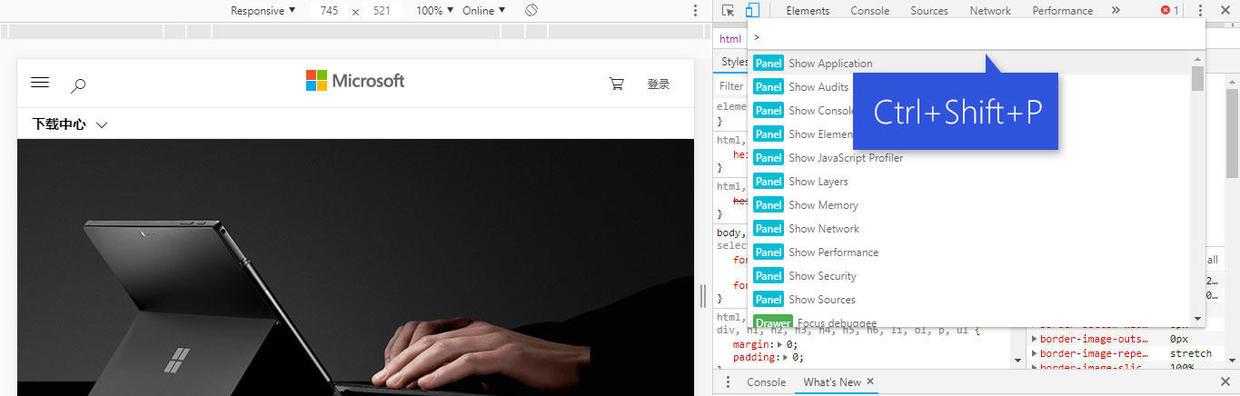 Responsive ▼ 745 × 521 100% ▼ Online ▼
Elements Console Sources Network Performance » 1
Microsoft
登录
下载中心
html
Styles
Filter
eleme
}
html,
hei
}
html,
hei
}
body,
selec
fon
fon
}
html,
div, h1, h2, h3, h4, h5, h6, li, ol, p, ul {
margin: 0;
padding: 0;
}
>
Panel Show Application
Panel Show Audits
Panel Show Console
Panel Show Elemen
Panel Show JavaScript Profiler
Panel Show Layers
Panel Show Memory
Panel Show Network
Panel Show Performance
Panel Show Security
Panel Show Sources
Drawer Focus debuggee
Ctrl+Shift+P
all
2…
0…
0px
border-image-outs… 0px
border-image-repe… stretch
border-image-slic… 100%
Console What's New ×